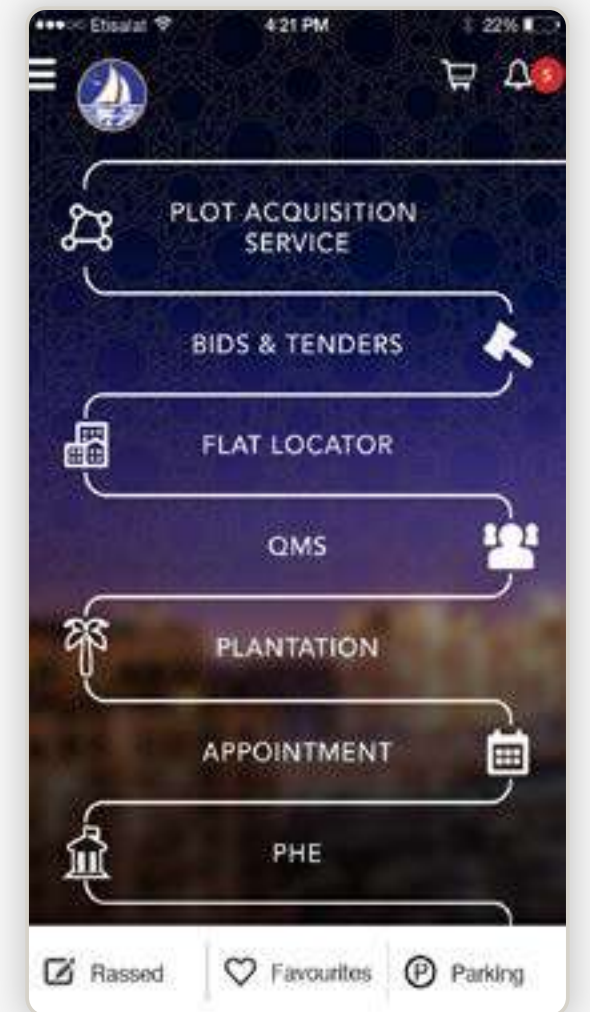 Etisalat 4:21 PM 22%
5
PLOT ACQUISITION
SERVICE
BIDS & TENDERS
FLAT LOCATOR
QMS
PLANTATION
APPOINTMENT
PHE
Rassed Favourites P Parking